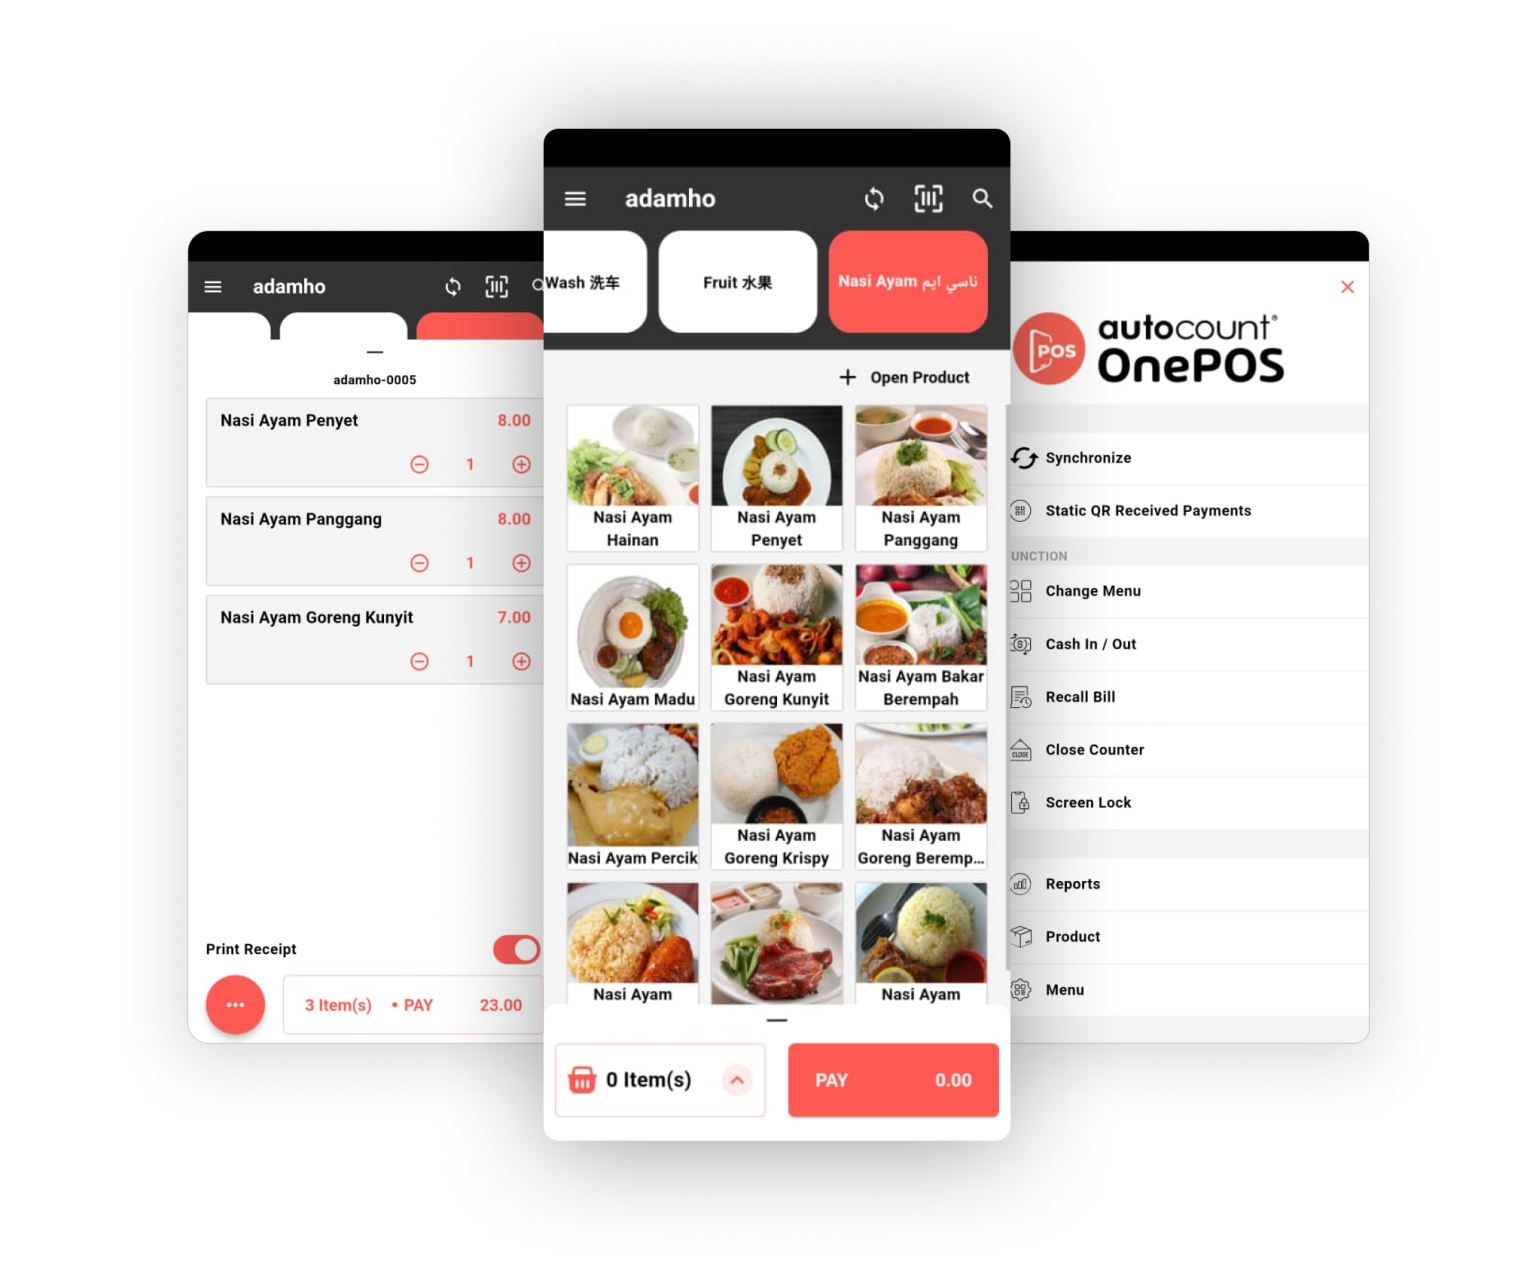 adamho
adamho-0005
Nasi Ayam Penyet 8.00
1
Nasi Ayam Panggang 8.00
1
Nasi Ayam Goreng Kunyit 7.00
1
Print Receipt
3 Item(s) • PAY 23.00
adamho
Wash 洗车
Fruit 水果
Nasi Ayam ناسي ايم
+ Open Product
Nasi Ayam
Hainan
Nasi Ayam
Penyet
Nasi Ayam
Panggang
Nasi Ayam Madu
Nasi Ayam
Goreng Kunyit
Nasi Ayam Bakar
Berempah
Nasi Ayam Percik
Nasi Ayam
Goreng Krispy
Nasi Ayam
Goreng Beremp...
Nasi Ayam
Nasi Ayam
0 Item(s)
PAY 0.00
POS
autocount®
OnePOS
Synchronize
Static QR Received Payments
UNCTION
Change Menu
Cash In / Out
Recall Bill
CLOSE
Close Counter
Screen Lock
Reports
Product
Menu